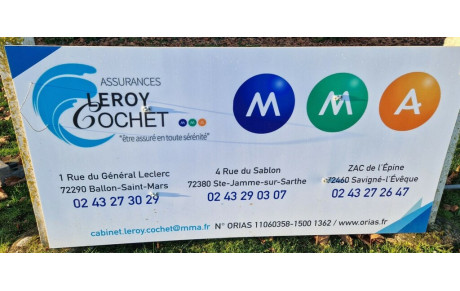 ASSURANCES
LEROY
COCHET MMA
"être assuré en toute sérénité"
M M A
1 Rue du Général Leclerc
72290 Ballon-Saint-Mars
02 43 27 30 29
4 Rue du Sablon
72380 Ste-Jamme-sur-Sarthe
02 43 29 03 07
ZAC de l'Épine
72460 Savigné-l'Évêque
02 43 27 26 47
cabinet.leroy.cochet@mma.fr N° ORIAS 11060358-1500 1362 / www.orias.fr